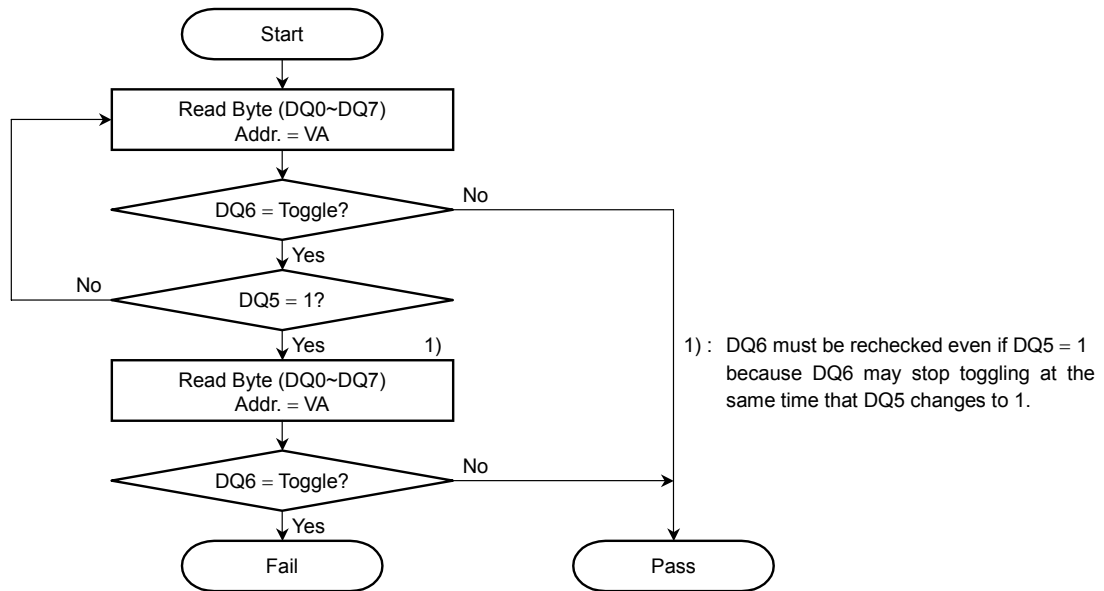 Start
Read Byte (DQ0~DQ7)
Addr. = VA
DQ6 = Toggle?
No
Yes
No
DQ5 = 1?
Yes
1)
Read Byte (DQ0~DQ7)
Addr. = VA
1) : DQ6 must be rechecked even if DQ5 = 1
because DQ6 may stop toggling at the
same time that DQ5 changes to 1.
DQ6 = Toggle?
No
Yes
Fail
Pass